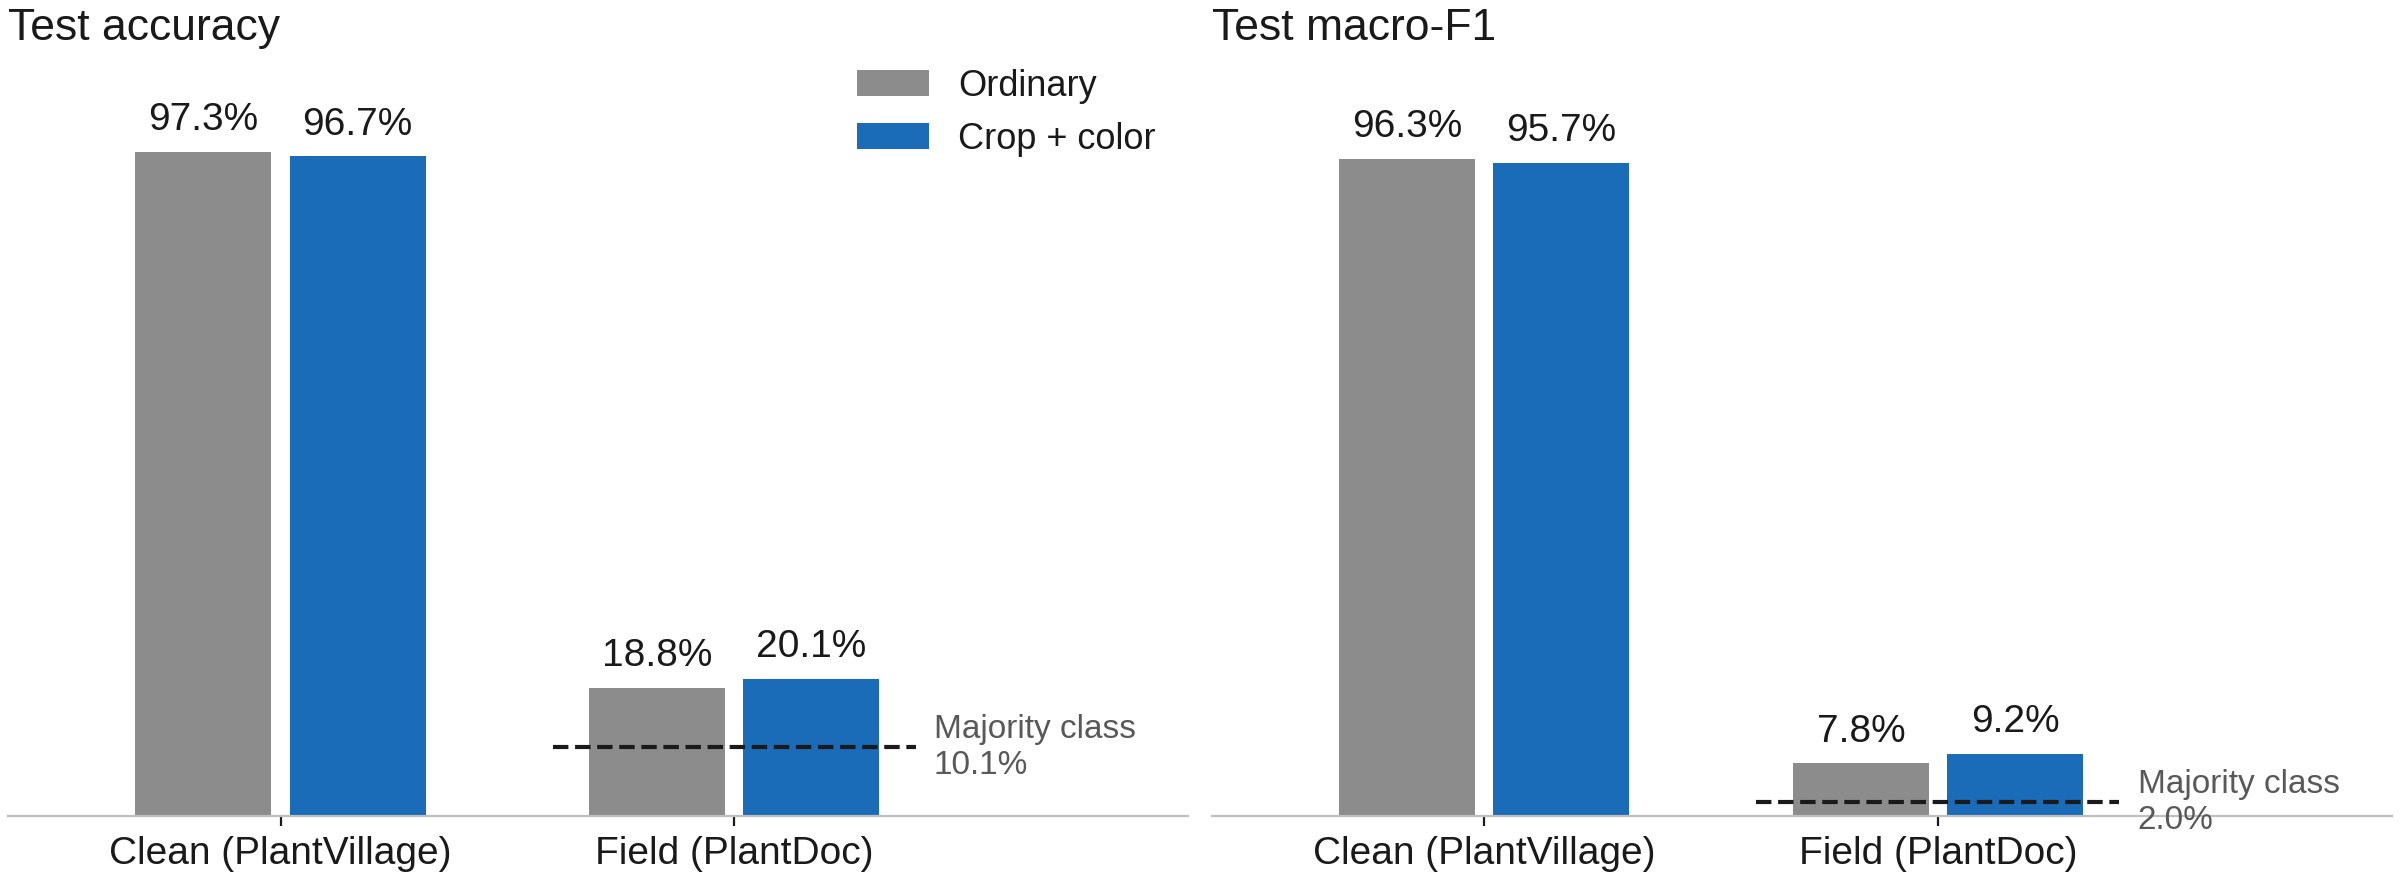 Test accuracy
Ordinary
Crop + color
97.3%
96.7%
18.8%
20.1%
Majority class
10.1%
Clean (PlantVillage)
Field (PlantDoc)
Test macro-F1
96.3%
95.7%
7.8%
9.2%
Majority class
2.0%
Clean (PlantVillage)
Field (PlantDoc)